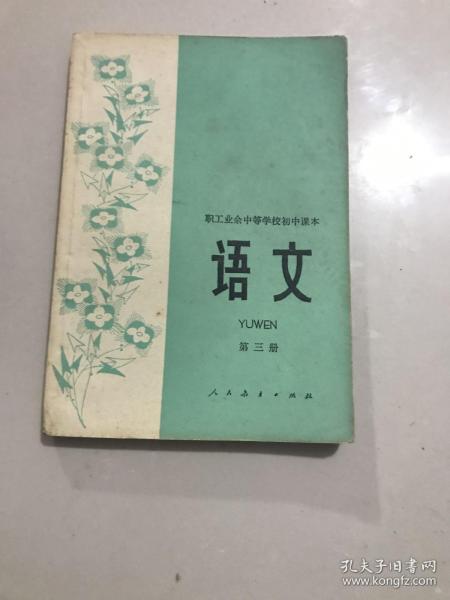 职工业余中等学校初中课本
语文
YUWEN
第三册
人民教育出版社
孔夫子旧书网
www.kongfz.com